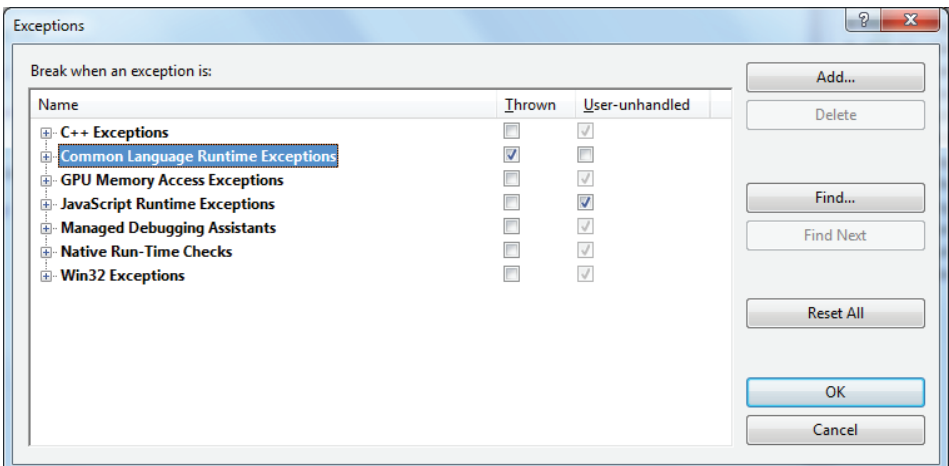 Exceptions
Break when an exception is:
Name Thrown User-unhandled
C++ Exceptions
Common Language Runtime Exceptions
GPU Memory Access Exceptions
JavaScript Runtime Exceptions
Managed Debugging Assistants
Native Run-Time Checks
Win32 Exceptions
Add...
Delete
Find...
Find Next
Reset All
OK
Cancel